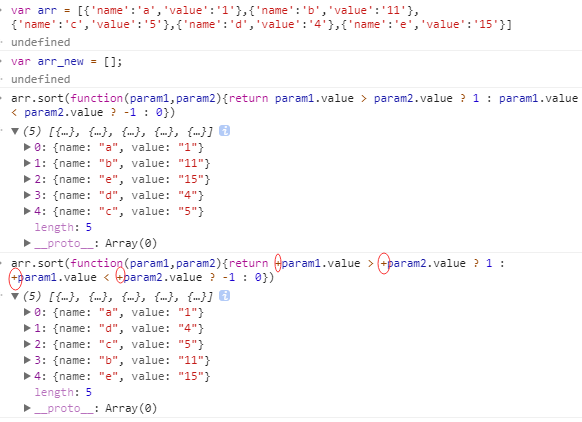 var arr = [{'name':'a','value':'1'},{'name':'b','value':'11'},
{'name':'c','value':'5'},{'name':'d','value':'4'},{'name':'e','value':'15'}]
undefined
var arr_new = [];
undefined
arr.sort(function(param1,param2){return param1.value > param2.value ? 1 : param1.value
< param2.value ? -1 : 0})
(5) [{…}, {…}, {…}, {…}, {…}] i
0: {name: "a", value: "1"}
1: {name: "b", value: "11"}
2: {name: "e", value: "15"}
3: {name: "d", value: "4"}
4: {name: "c", value: "5"}
length: 5
__proto__: Array(0)
arr.sort(function(param1,param2){return +param1.value > +param2.value ? 1 :
+param1.value < +param2.value ? -1 : 0})
(5) [{…}, {…}, {…}, {…}, {…}] i
0: {name: "a", value: "1"}
1: {name: "d", value: "4"}
2: {name: "c", value: "5"}
3: {name: "b", value: "11"}
4: {name: "e", value: "15"}
length: 5
__proto__: Array(0)